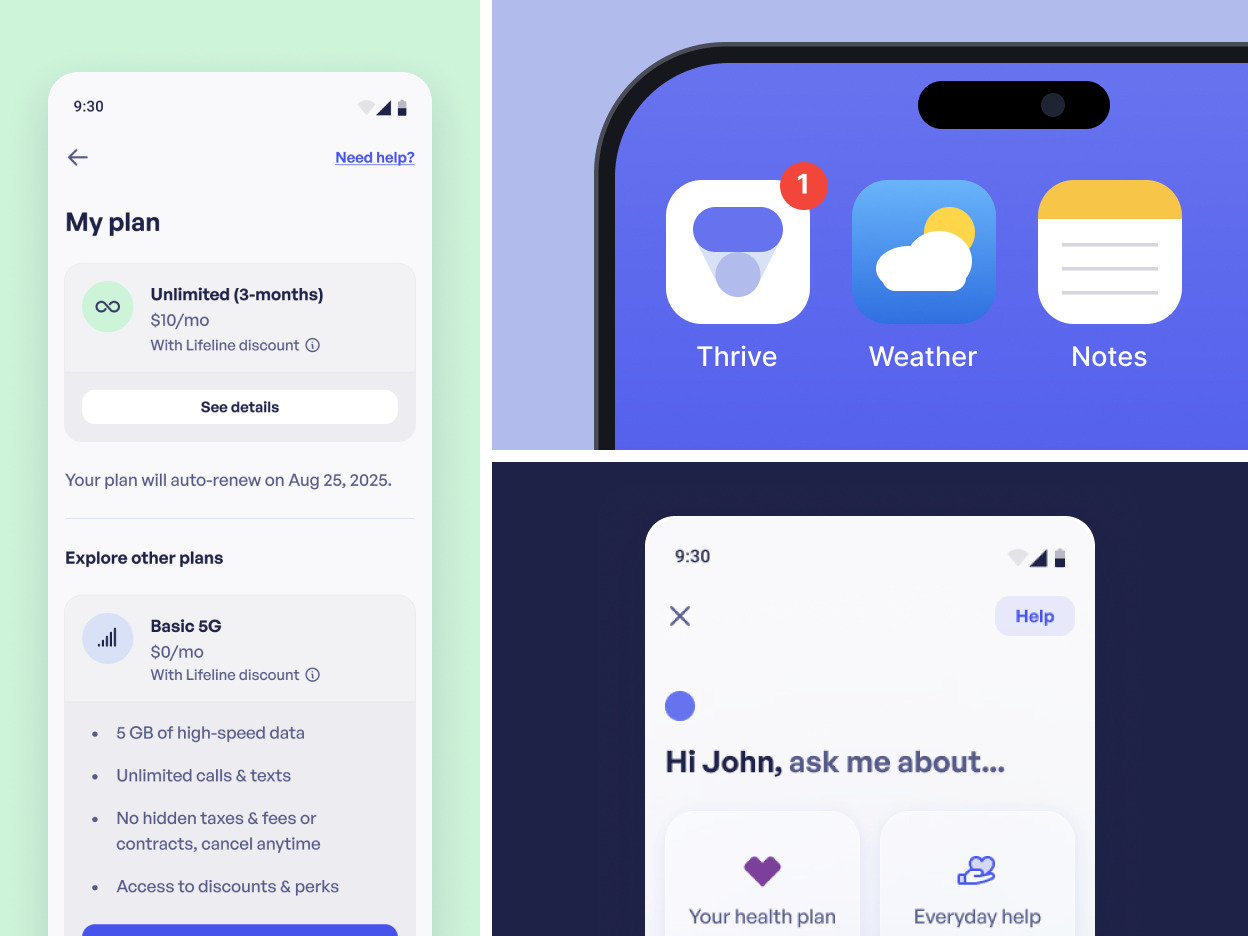 9:30
Need help?
My plan
Unlimited (3-months)
$10/mo
With Lifeline discount
See details
Your plan will auto-renew on Aug 25, 2025.
Explore other plans
Basic 5G
$0/mo
With Lifeline discount
5 GB of high-speed data
Unlimited calls & texts
No hidden taxes & fees or
contracts, cancel anytime
Access to discounts & perks
1
Thrive
Weather
Notes
9:30
Help
Hi John, ask me about...
Your health plan
Everyday help